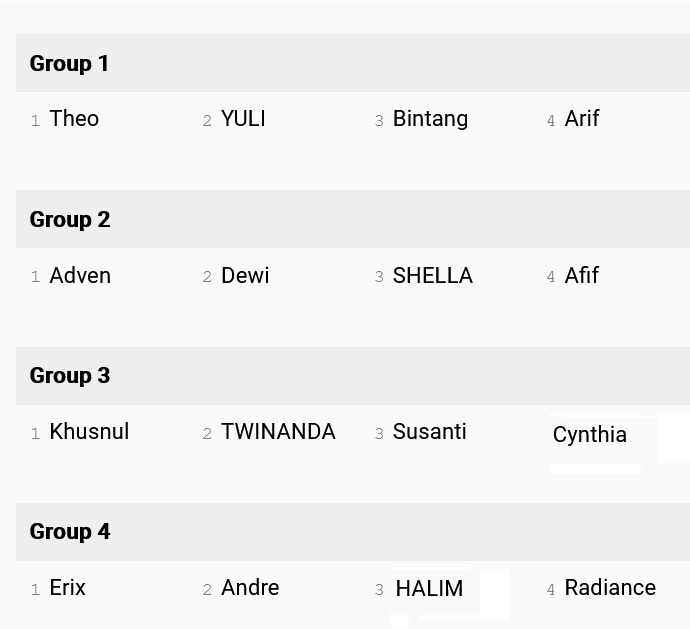 Group 1
1 Theo 2 YULI 3 Bintang 4 Arif
Group 2
1 Adven 2 Dewi 3 SHELLA 4 Afif
Group 3
1 Khusnul 2 TWINANDA 3 Susanti Cynthia
Group 4
1 Erix 2 Andre 3 HALIM 4 Radiance